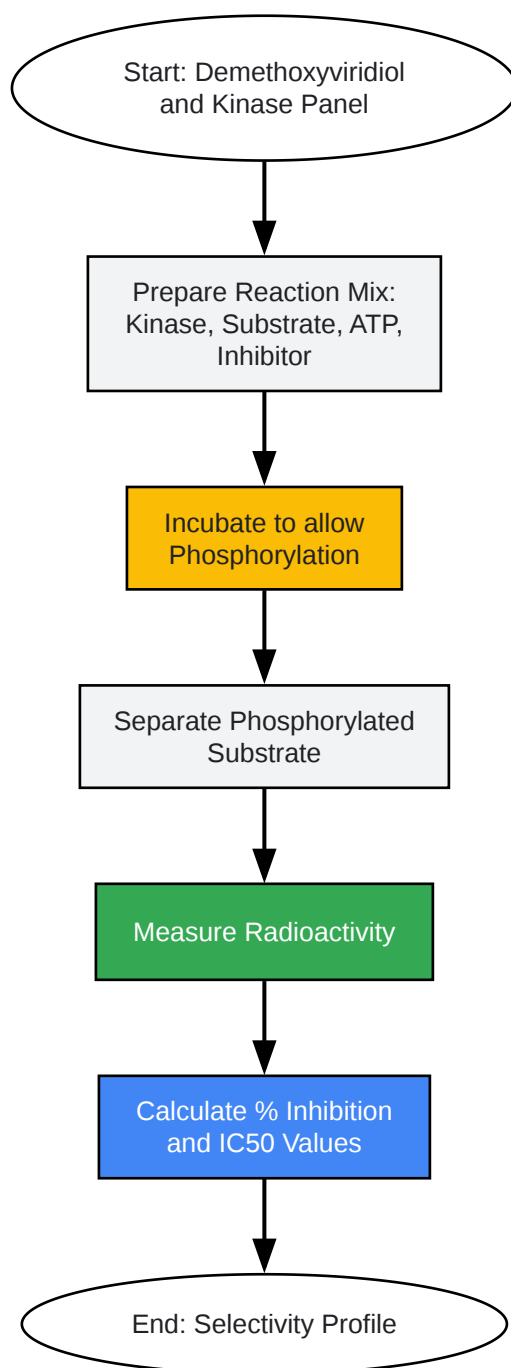 Start: Demethoxyviridiol
and Kinase Panel
Prepare Reaction Mix:
Kinase, Substrate, ATP,
Inhibitor
Incubate to allow
Phosphorylation
Separate Phosphorylated
Substrate
Measure Radioactivity
Calculate % Inhibition
and IC50 Values
End: Selectivity Profile